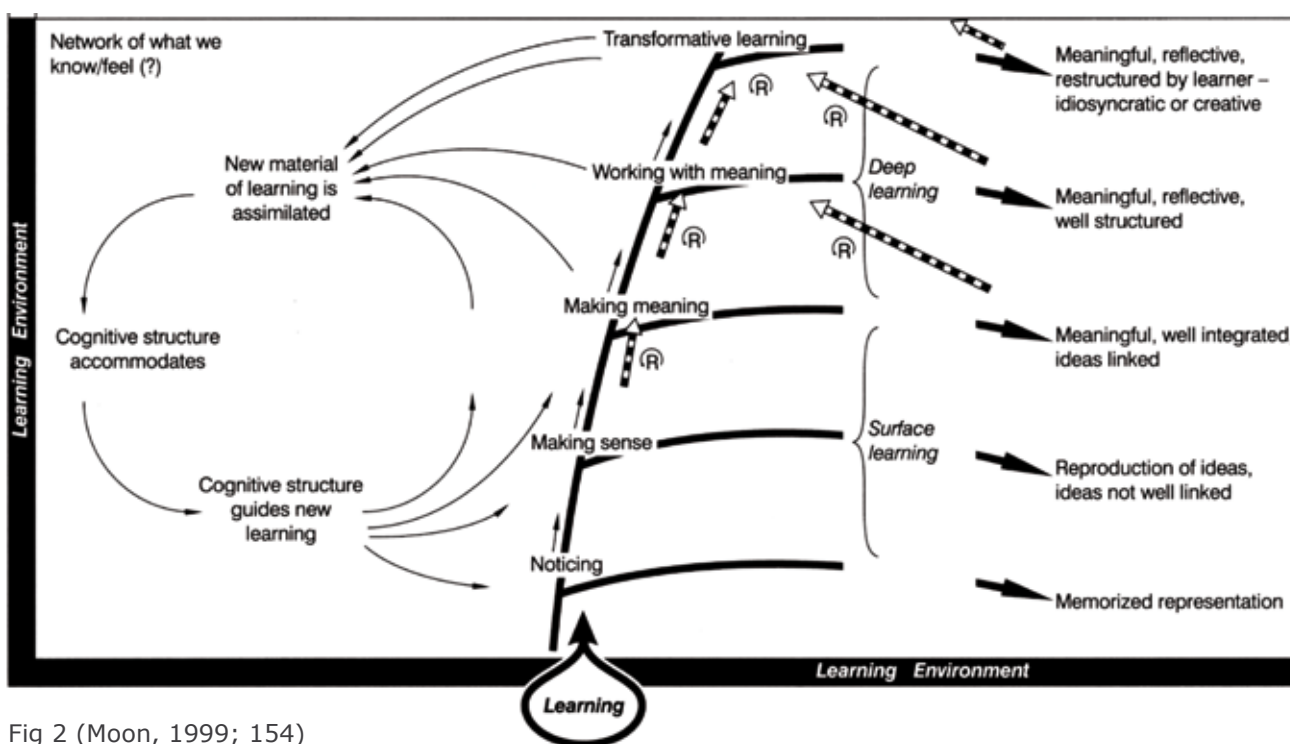 Network of what we
know/feel (?)
Transformative learning
Meaningful, reflective,
restructured by learner –
idiosyncratic or creative
R
R
New material
of learning is
assimilated
Working with meaning
Deep
learning
Meaningful, reflective,
well structured
R
R
Learning Environment
Cognitive structure
accommodates
Making meaning
Meaningful, well integrated,
ideas linked
R
Making sense
Surface
learning
Reproduction of ideas,
ideas not well linked
Cognitive structure
guides new
learning
Noticing
Memorized representation
Learning Environment
Learning
Fig 2 (Moon, 1999; 154)